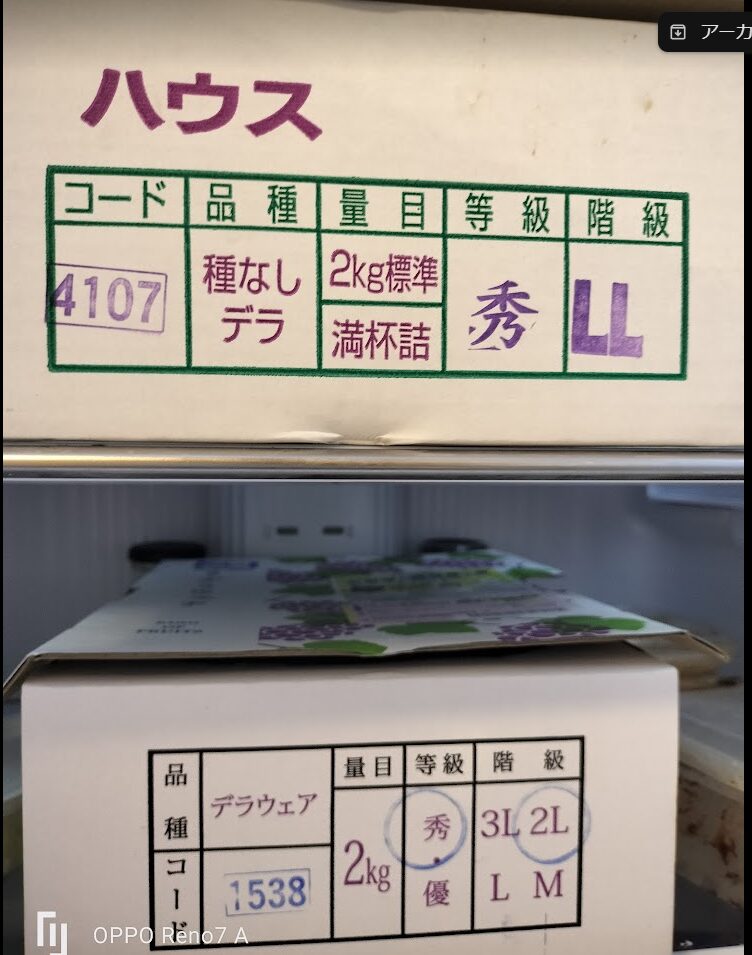 アーカ
ハウス
コード 品種 量目 等級 階級
4107 種なし デラ 2kg標準 満杯詰 秀 LL
品種 デラウェア 量目 等級 階級
コード 1538 2kg 秀・優 3L 2L L M
OPPO Reno7 A